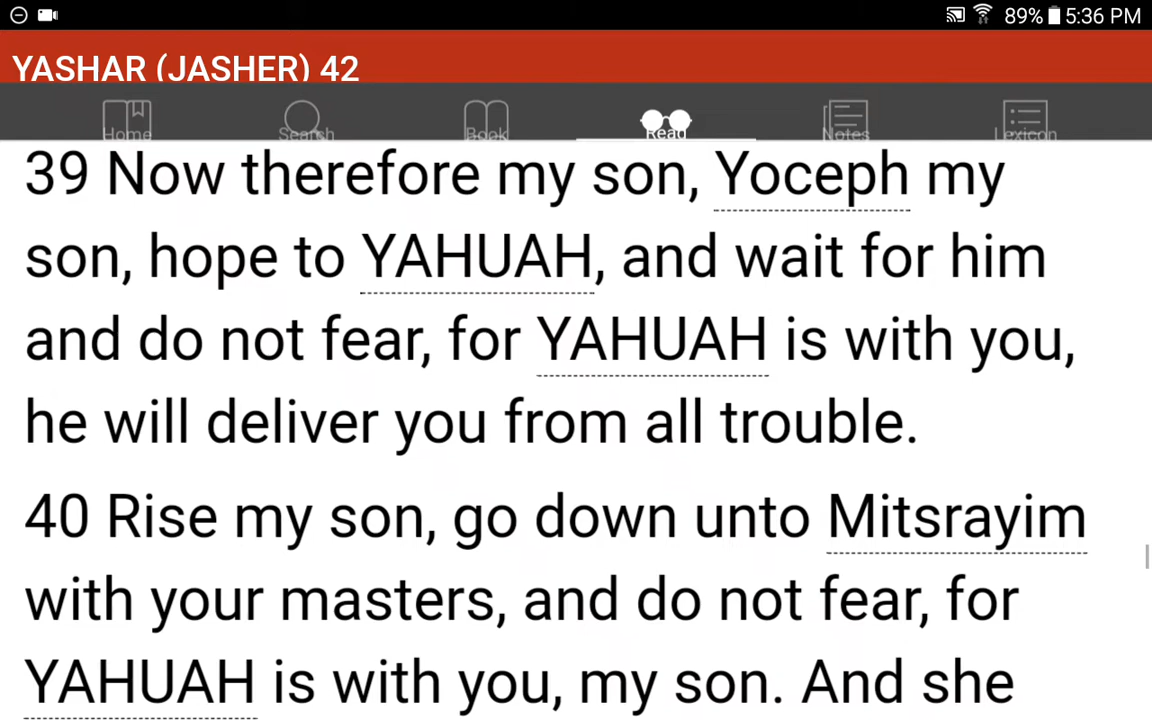 89% 5:36 PM
YASHAR (JASHER) 42
Home Search Book Read Notes Lexicon
39 Now therefore my son, Yoceph my
son, hope to YAHUAH, and wait for him
and do not fear, for YAHUAH is with you,
he will deliver you from all trouble.
40 Rise my son, go down unto Mitsrayim
with your masters, and do not fear, for
YAHUAH is with you, my son. And she